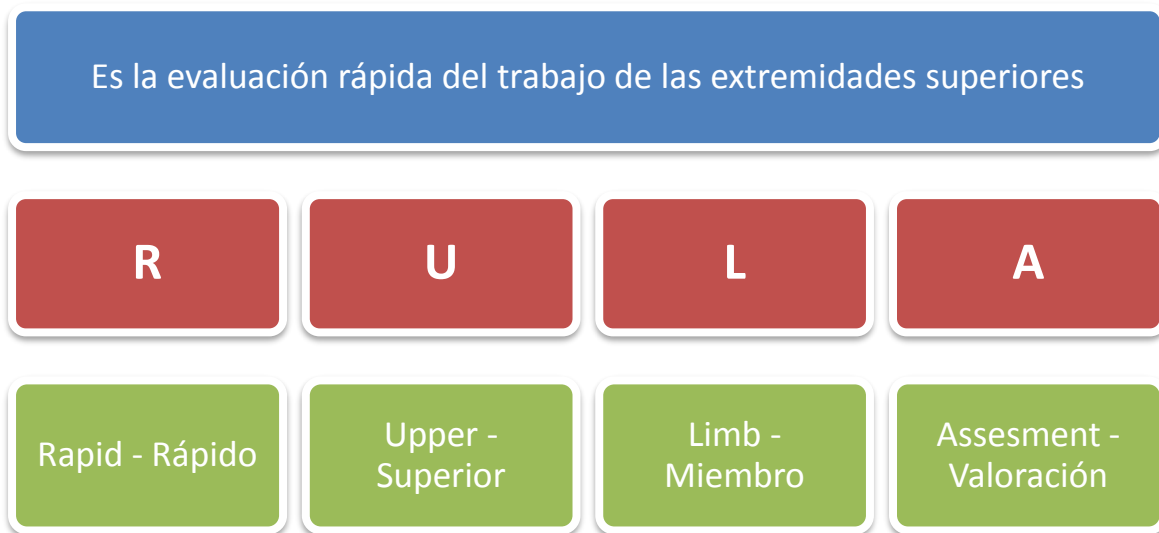 Es la evaluación rápida del trabajo de las extremidades superiores
R
U
L
A
Rapid - Rápido
Upper -
Superior
Limb -
Miembro
Assesment -
Valoración